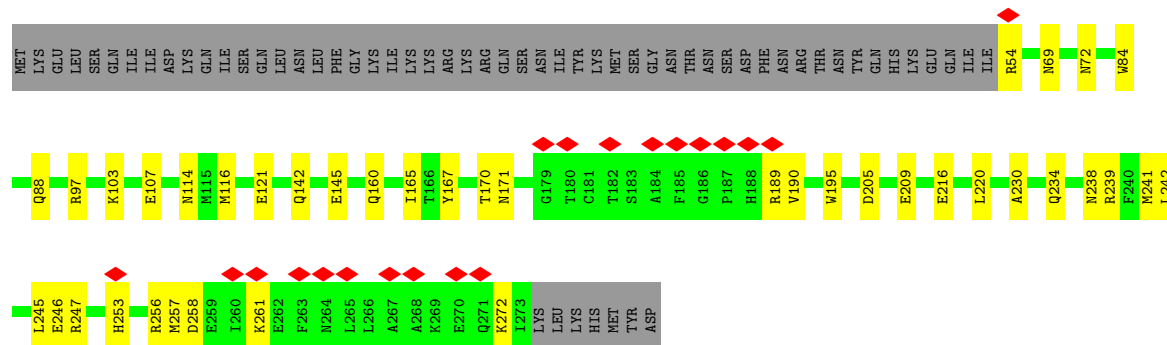 MET LYS GLU LEU SER GLN ILE ILE ASP LYS GLN ILE SER GLN LEU ASN LEU PHE GLY LYS ILE LYS LYS ARG LYS ARG GLN SER ASN ILE TYR LYS MET SER GLY ASN THR ASN SER ASP PHE ASN ARG THR ASN TYR GLN HIS LYS GLU GLN ILE ILE R54 N69 N72 W84
Q88 R97 K103 E107 N114 M115 M116 E121 Q142 E145 Q160 I165 T166 Y167 T170 N171 G179 T180 C181 T182 S183 A184 F185 G186 P187 H188 R189 V190 W195 D205 E209 E216 L220 A230 Q234 N238 R239 F240 M241 L242
L245 E246 R247 H253 R256 M257 D258 E259 I260 K261 E262 F263 N264 L265 L266 A267 A268 K269 E270 Q271 K272 I273 LYS LEU LYS HIS MET TYR ASP